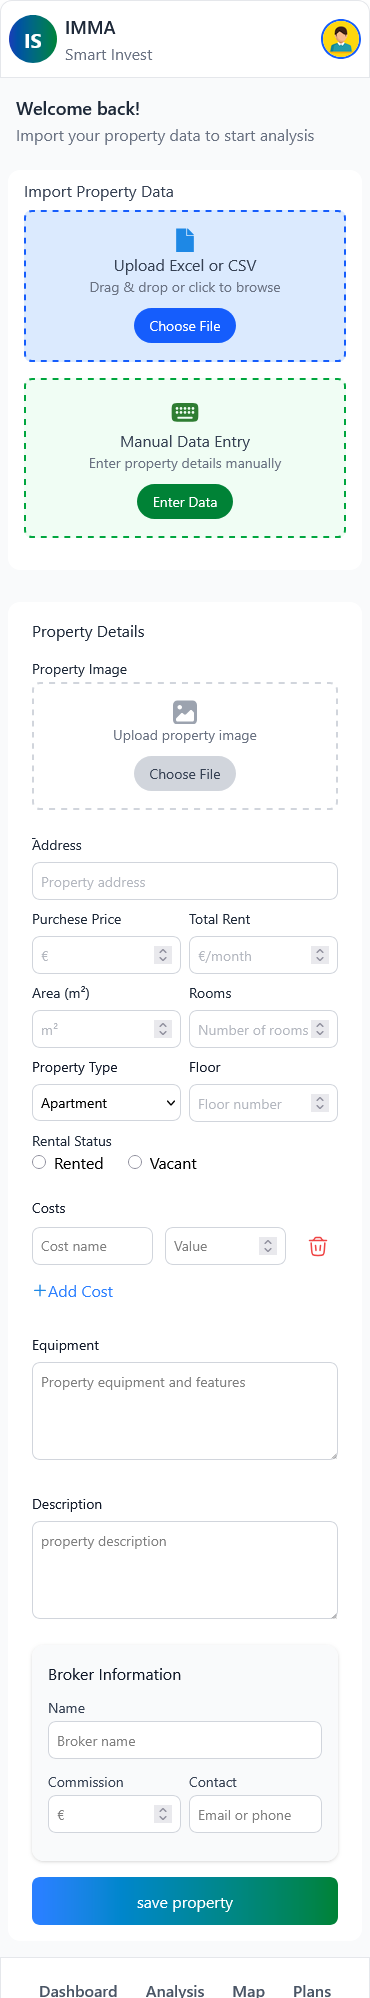 IS
IMMA
Smart Invest
Welcome back!
Import your property data to start analysis
Import Property Data
Upload Excel or CSV
Drag & drop or click to browse
Choose File
Manual Data Entry
Enter property details manually
Enter Data
Property Details
Property Image
Upload property image
Choose File
Address
Property address
Purchese Price Total Rent
€ €/month
Area (m²) Rooms
m² Number of rooms
Property Type Floor
Apartment Floor number
Rental Status
Rented Vacant
Costs
Cost name Value
+Add Cost
Equipment
Property equipment and features
Description
property description
Broker Information
Name
Broker name
Commission Contact
€ Email or phone
save property
Dashboard Analysis Map Plans